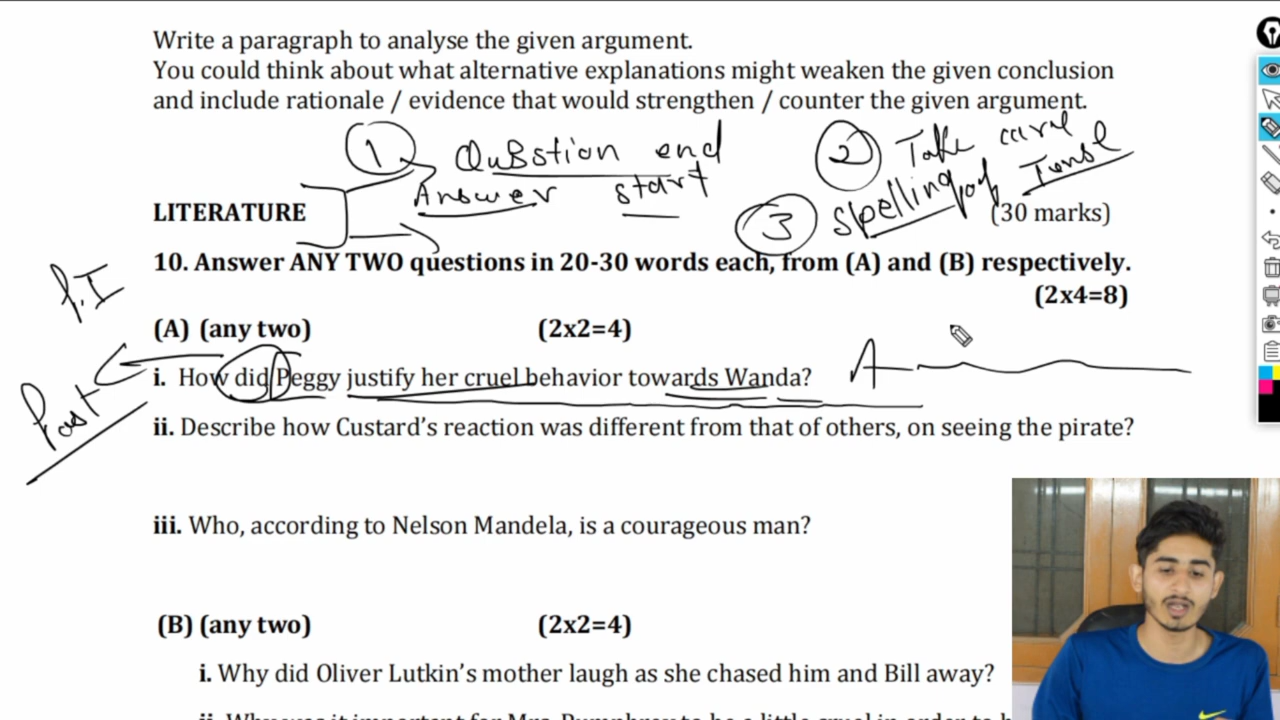 Write a paragraph to analyse the given argument.
You could think about what alternative explanations might weaken the given conclusion
and include rationale / evidence that would strengthen / counter the given argument.
1 Question end
Answer start
2 Take
Tense
3 Spelling of
LITERATURE (30 marks)
10. Answer ANY TWO questions in 20-30 words each, from (A) and (B) respectively.
(2x4=8)
P.I
(A) (any two) (2x2=4)
Past
i. How did Peggy justify her cruel behavior towards Wanda? A
ii. Describe how Custard's reaction was different from that of others, on seeing the pirate?
iii. Who, according to Nelson Mandela, is a courageous man?
(B) (any two) (2x2=4)
i. Why did Oliver Lutkin's mother laugh as she chased him and Bill away?